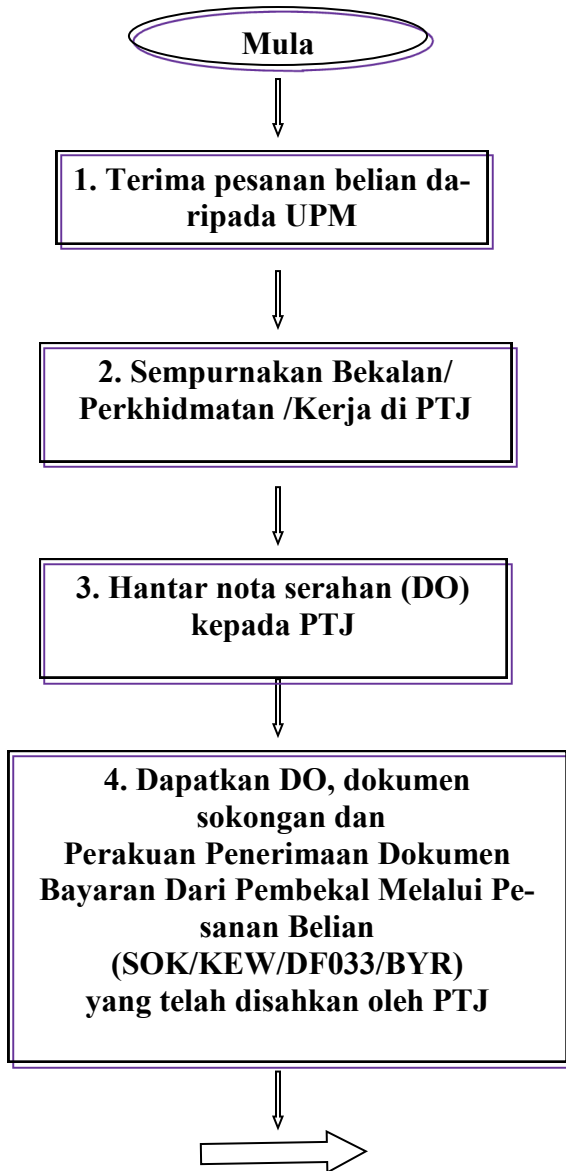 Mula
1. Terima pesanan belian da-
ripada UPM
2. Sempurnakan Bekalan/
Perkhidmatan /Kerja di PTJ
3. Hantar nota serahan (DO)
kepada PTJ
4. Dapatkan DO, dokumen
sokongan dan
Perakuan Penerimaan Dokumen
Bayaran Dari Pembekal Melalui Pe-
sanan Belian
(SOK/KEW/DF033/BYR)
yang telah disahkan oleh PTJ